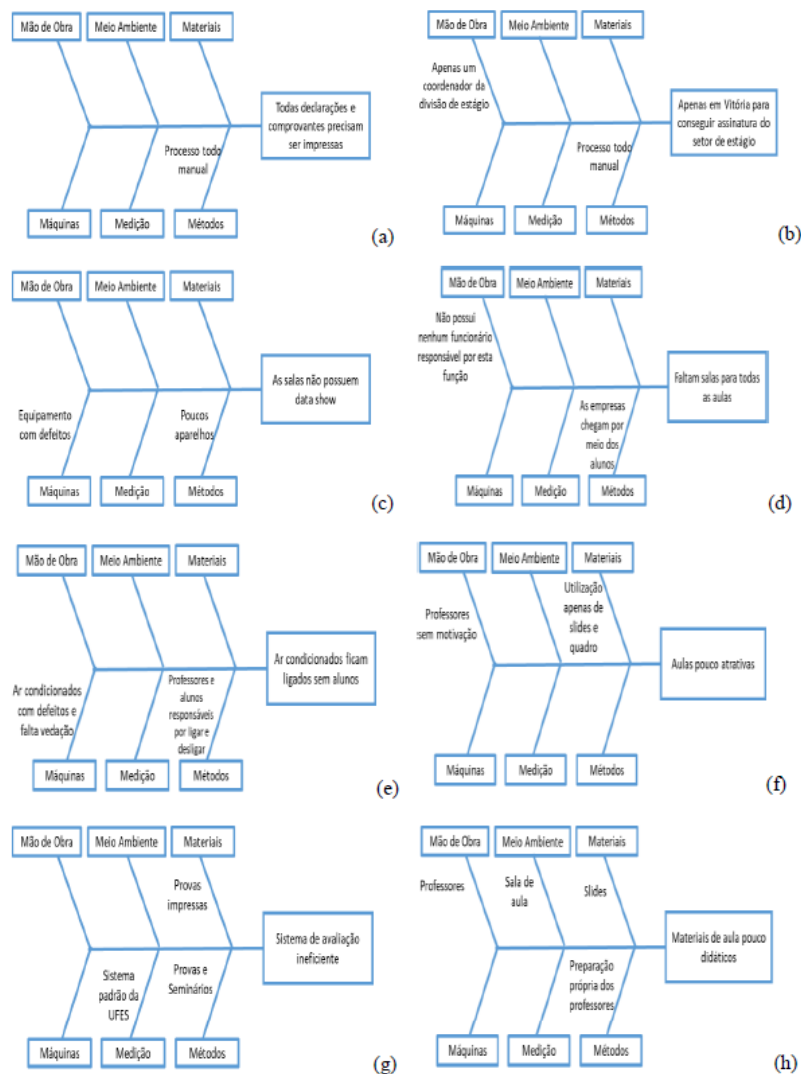 Mão de Obra
Meio Ambiente
Materiais
Todas declarações e
comprovantes precisam
ser impressas
Processo todo
manual
Máquinas
Medição
Métodos
(a)
Mão de Obra
Meio Ambiente
Materiais
Apenas um
coordenador da
divisão de estágio
Apenas em Vitória para
conseguir assinatura do
setor de estágio
Processo todo
manual
Máquinas
Medição
Métodos
(b)
Mão de Obra
Meio Ambiente
Materiais
As salas não possuem
data show
Equipamento
com defeitos
Poucos
aparelhos
Máquinas
Medição
Métodos
(c)
Mão de Obra
Meio Ambiente
Materiais
Não possui
nenhum funcionário
responsável por esta
função
Faltam salas para todas
as aulas
As empresas
chegam por
meio dos
alunos
Máquinas
Medição
Métodos
(d)
Mão de Obra
Meio Ambiente
Materiais
Ar condicionados ficam
ligados sem alunos
Ar condicionados
com defeitos e
falta vedação
Professores e
alunos
responsáveis
por ligar e
desligar
Máquinas
Medição
Métodos
(e)
Mão de Obra
Meio Ambiente
Materiais
Professores
sem motivação
Utilização
apenas de
slides e
quadro
Aulas pouco atrativas
Máquinas
Medição
Métodos
(f)
Mão de Obra
Meio Ambiente
Materiais
Provas
impressas
Sistema de avaliação
ineficiente
Sistema
padrão da
UFES
Provas e
Seminários
Máquinas
Medição
Métodos
(g)
Mão de Obra
Meio Ambiente
Materiais
Professores
Sala de
aula
Slides
Materiais de aula pouco
didáticos
Preparação
própria dos
professores
Máquinas
Medição
Métodos
(h)